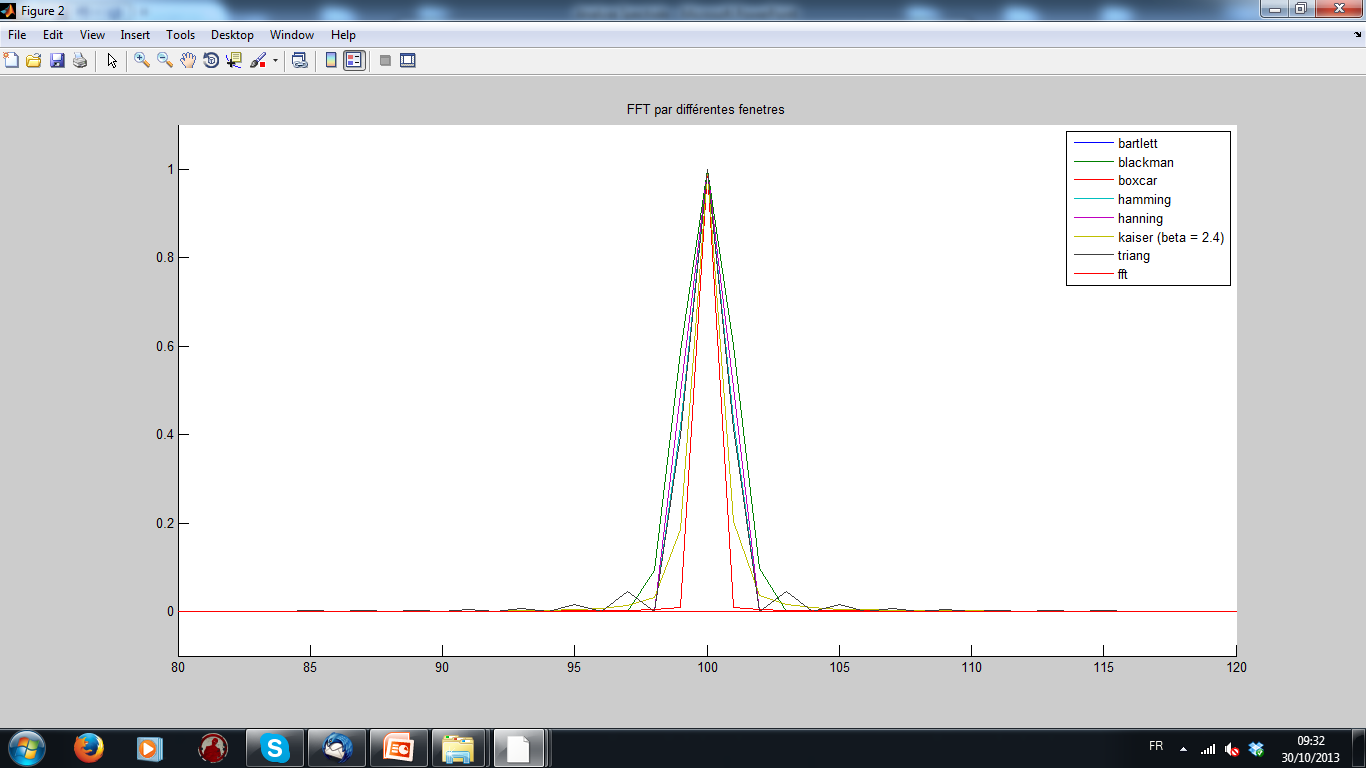 Figure 2
File Edit View Insert Tools Desktop Window Help
FFT par différentes fenetres
bartlett
blackman
boxcar
hamming
hanning
kaiser (beta = 2.4)
triang
fft
1
0.8
0.6
0.4
0.2
0
80 85 90 95 100 105 110 115 120
FR
09:32
30/10/2013